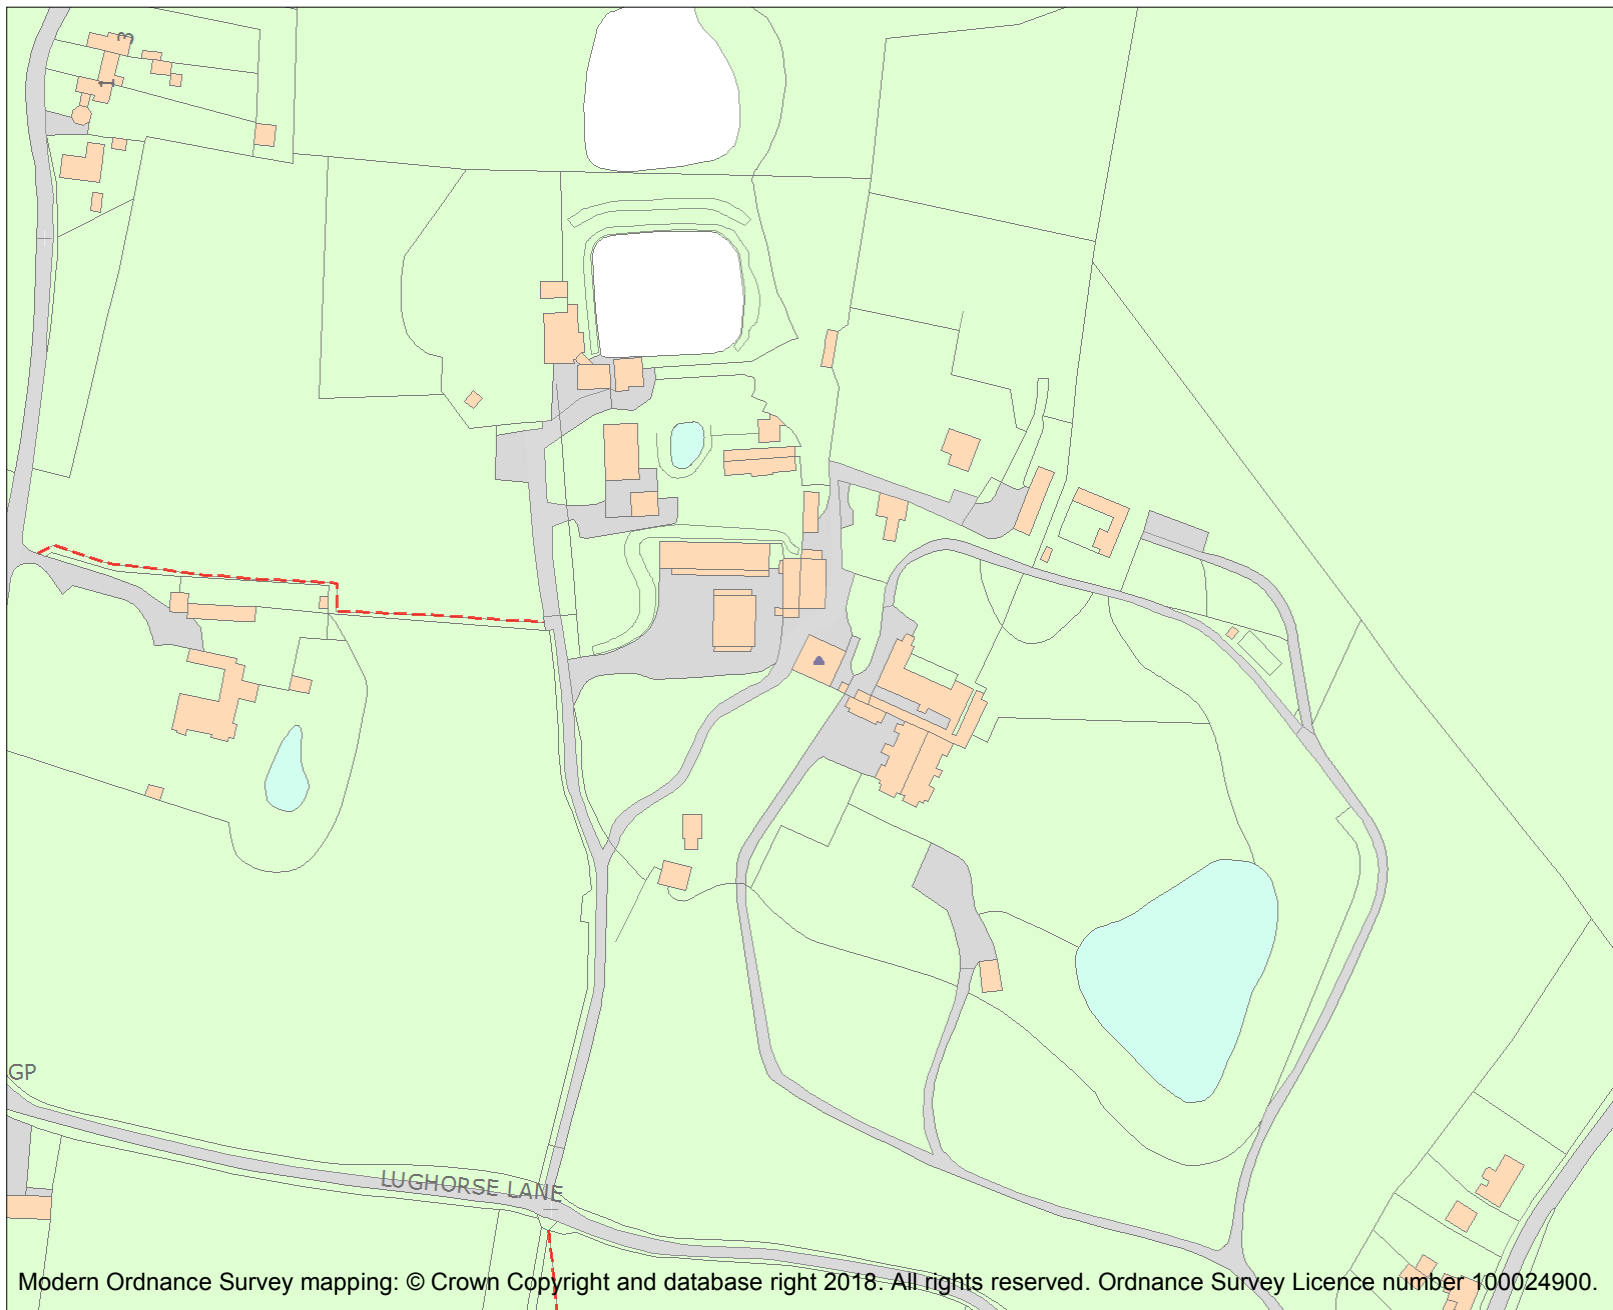 3
1
GP
LUGHORSE LANE
Modern Ordnance Survey mapping: © Crown Copyright and database right 2018. All rights reserved. Ordnance Survey Licence number 100024900.